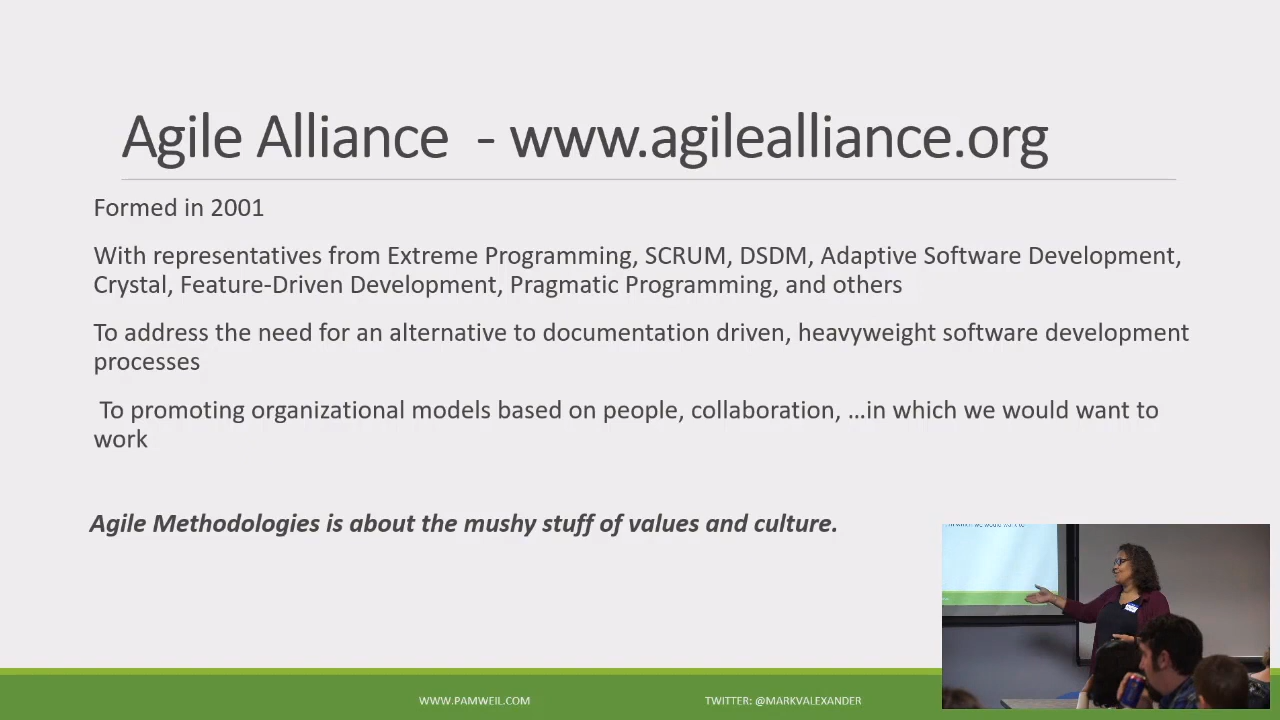 Agile Alliance - www.agilealliance.org
Formed in 2001
With representatives from Extreme Programming, SCRUM, DSDM, Adaptive Software Development,
Crystal, Feature-Driven Development, Pragmatic Programming, and others
To address the need for an alternative to documentation driven, heavyweight software development
processes
To promoting organizational models based on people, collaboration, …in which we would want to
work
Agile Methodologies is about the mushy stuff of values and culture.
WWW.PAMWEIL.COM
TWITTER: @MARKVALEXANDER